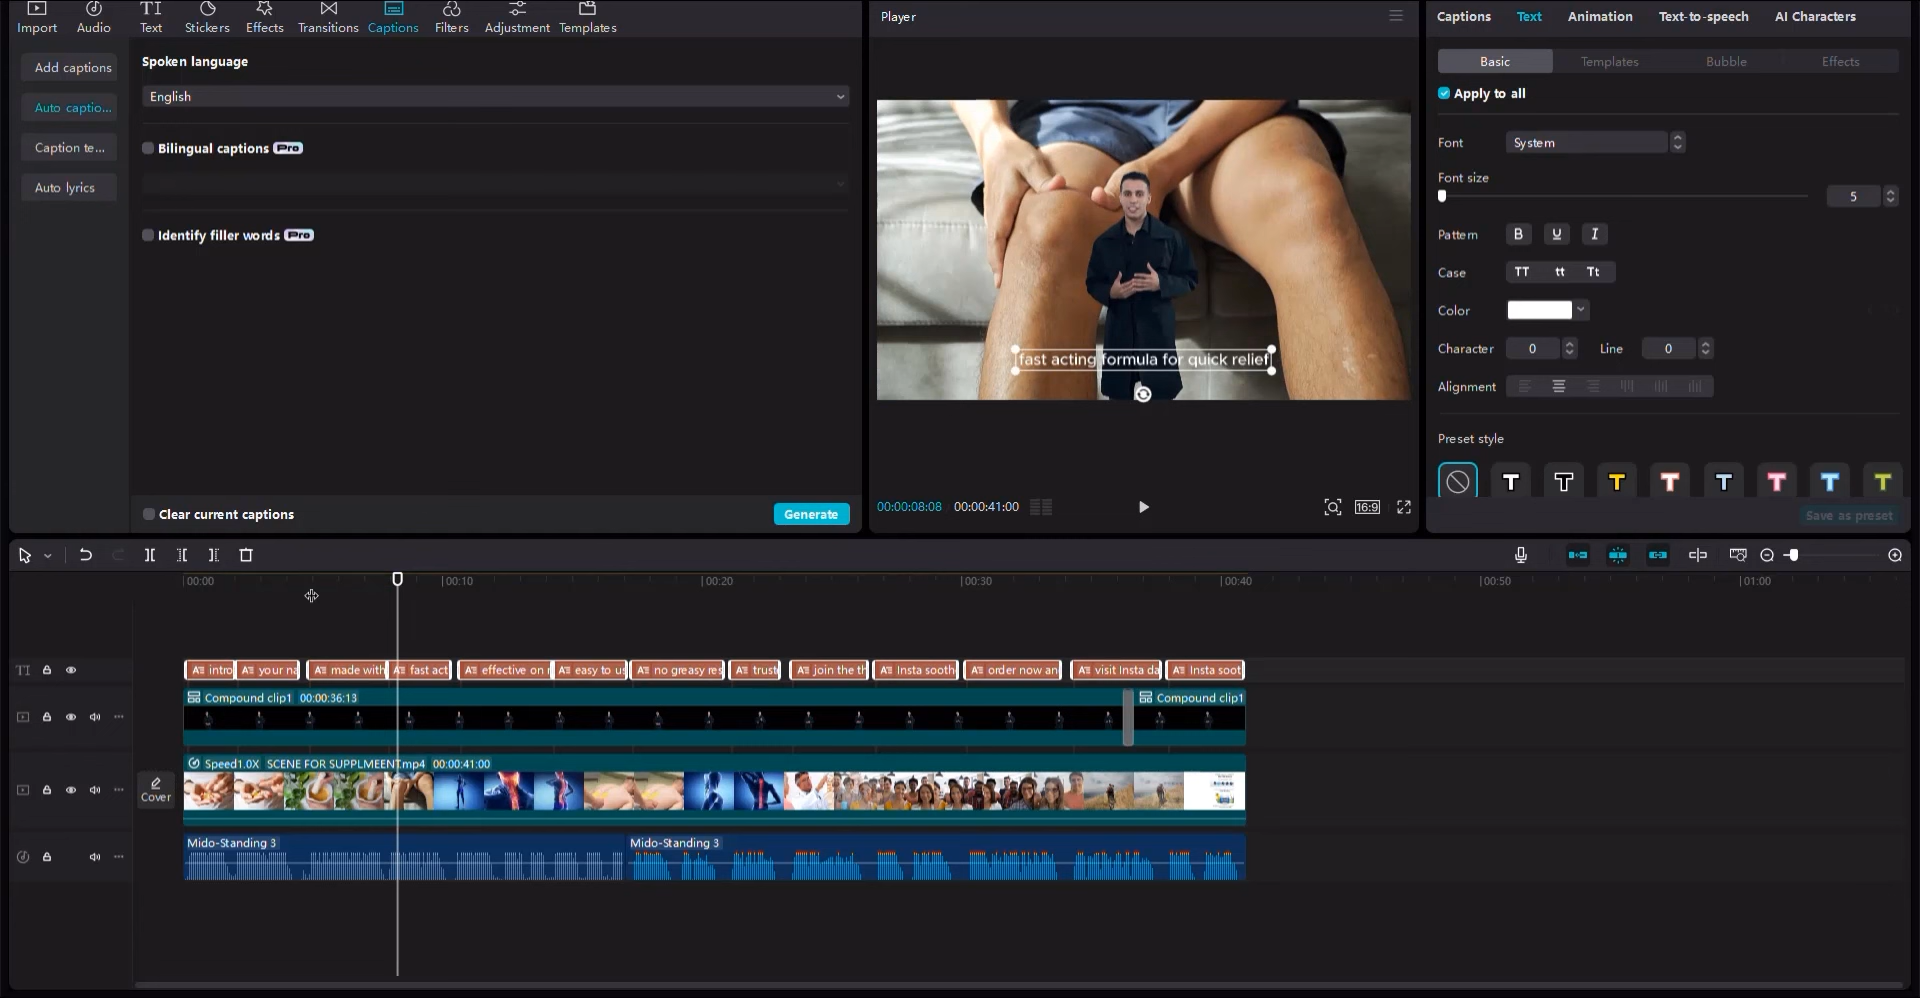 Import
Audio
TI
Text
Stickers
Effects
Transitions
Captions
Filters
Adjustment
Templates
Add captions
Auto captio...
Caption te...
Auto lyrics
Spoken language
English
Bilingual captions Pro
Identify filler words Pro
Clear current captions
Generate
Player
fast acting formula for quick relief
00:00:08:08
00:00:41:00
16:9
Captions
Text
Animation
Text-to-speech
AI Characters
Basic
Templates
Bubble
Effects
Apply to all
Font
System
Font size
5
Pattern
B
U
I
Case
TT
tt
Tt
Color
Character
0
Line
0
Alignment
Preset style
T T T T T T T T
Save as preset
00:00
00:10
00:20
00:30
00:40
00:50
01:00
TI
intro
your na
made with
fast act
effective on
easy to us
no greasy res
trust
join the th
Insta sooth
order now an
visit Insta da
Insta soot
Compound clip1 00:00:36:13
Compound clip1
Cover
Speed1.0X SCENE FOR SUPPLMEENT.mp4 00:00:41:00
Mido-Standing 3
Mido-Standing 3